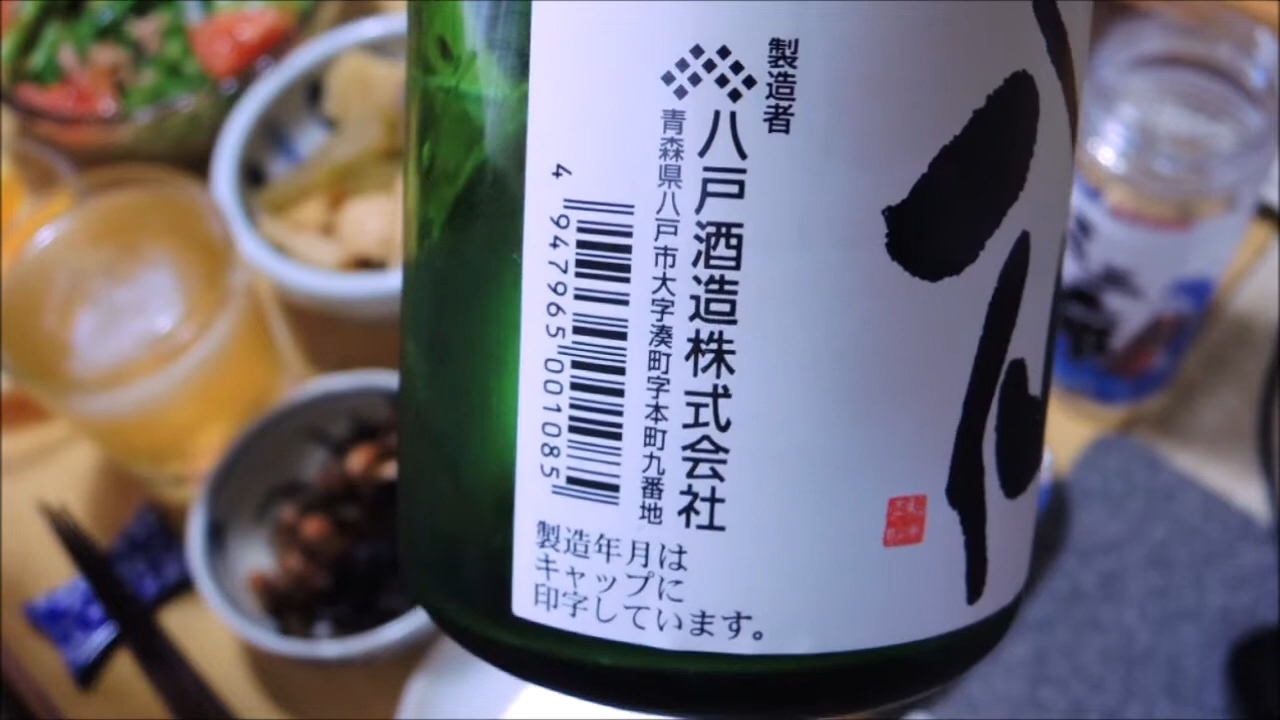 製造者
八戸酒造株式会社
青森県八戸市大字湊町字本町九番地
4 947965 001085
製造年月は
キャップに
印字しています。
仙